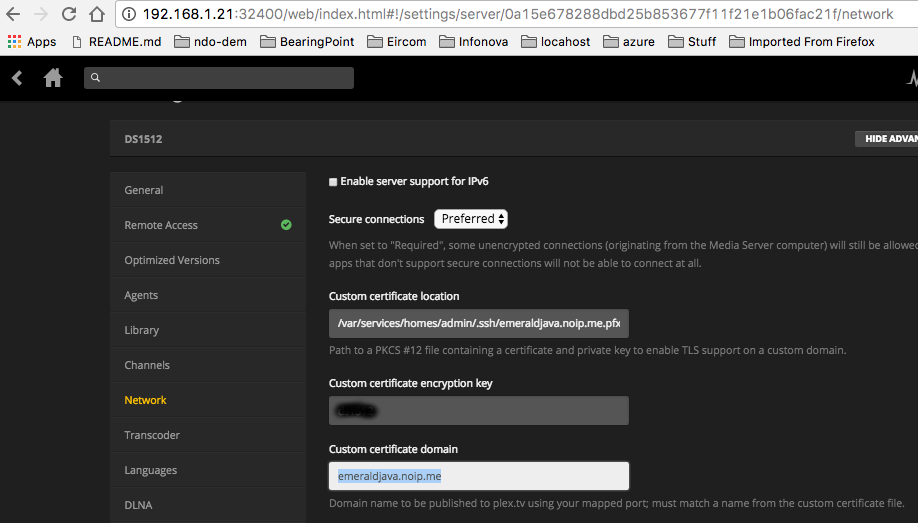 192.168.1.21:32400/web/index.html#!/settings/server/0a15e678288dbd25b853677f11f21e1b06fac21f/network
Apps README.md ndo-dem BearingPoint Eircom Infonova locahost azure Stuff Imported From Firefox
DS1512
HIDE ADVAN
General
Remote Access
Optimized Versions
Agents
Library
Channels
Network
Transcoder
Languages
DLNA
Enable server support for IPv6
Secure connections Preferred
When set to "Required", some unencrypted connections (originating from the Media Server computer) will still be allowed
apps that don't support secure connections will not be able to connect at all.
Custom certificate location
/var/services/homes/admin/.ssh/emeraldjava.noip.me.pfx
Path to a PKCS #12 file containing a certificate and private key to enable TLS support on a custom domain.
Custom certificate encryption key
Custom certificate domain
emeraldjava.noip.me
Domain name to be published to plex.tv using your mapped port; must match a name from the custom certificate file.